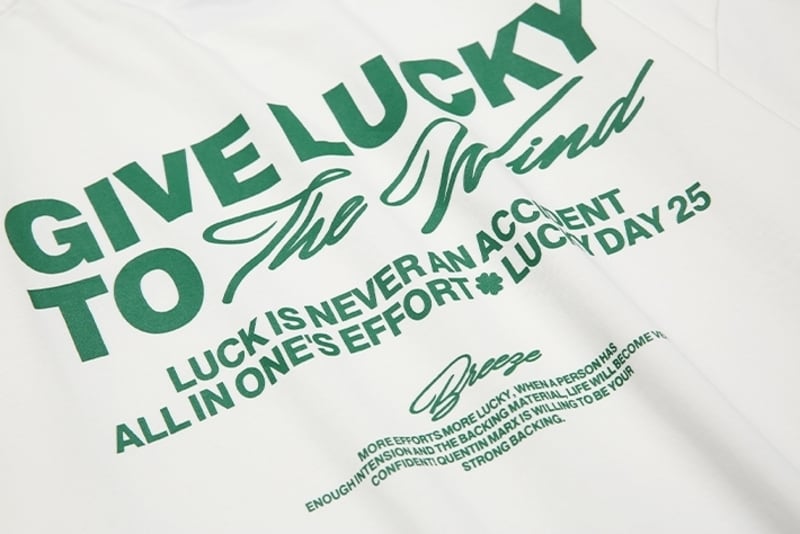 GIVE LUCKY
TO The Wind
LUCK IS NEVER AN ACCIDENT
ALL IN ONE'S EFFORT LUCKY DAY 25
Breeze
MORE EFFORTS MORE LUCKY, WHEN A PERSON HAS
ENOUGH INTENSION AND THE BACKING MATERIAL, LIFE WILL BECOME
CONFIDENT! QUENTIN MARX IS WILLING TO BE YOUR
STRONG BACKING.